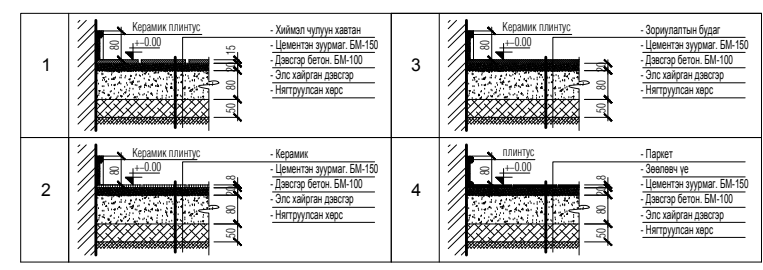 1
Керамик плинтус
+-0.00
80
15
20
80
50
- Хиймэл чулуун хавтан
- Цементэн зуурмаг. БМ-150
- Дэвсгэр бетон. БМ-100
- Элс хайрган дэвсгэр
- Нягтруулсан хөрс
3
Керамик плинтус
+-0.00
80
20
80
50
- Зориулалтын будаг
- Цементэн зуурмаг. БМ-150
- Дэвсгэр бетон. БМ-100
- Элс хайрган дэвсгэр
- Нягтруулсан хөрс
2
Керамик плинтус
+-0.00
80
8
20
80
50
- Керамик
- Цементэн зуурмаг. БМ-150
- Дэвсгэр бетон. БМ-100
- Элс хайрган дэвсгэр
- Нягтруулсан хөрс
4
плинтус
+-0.00
80
8
20
80
50
- Паркет
- Зөөлөвч үе
- Цементэн зуурмаг. БМ-150
- Дэвсгэр бетон. БМ-100
- Элс хайрган дэвсгэр
- Нягтруулсан хөрс